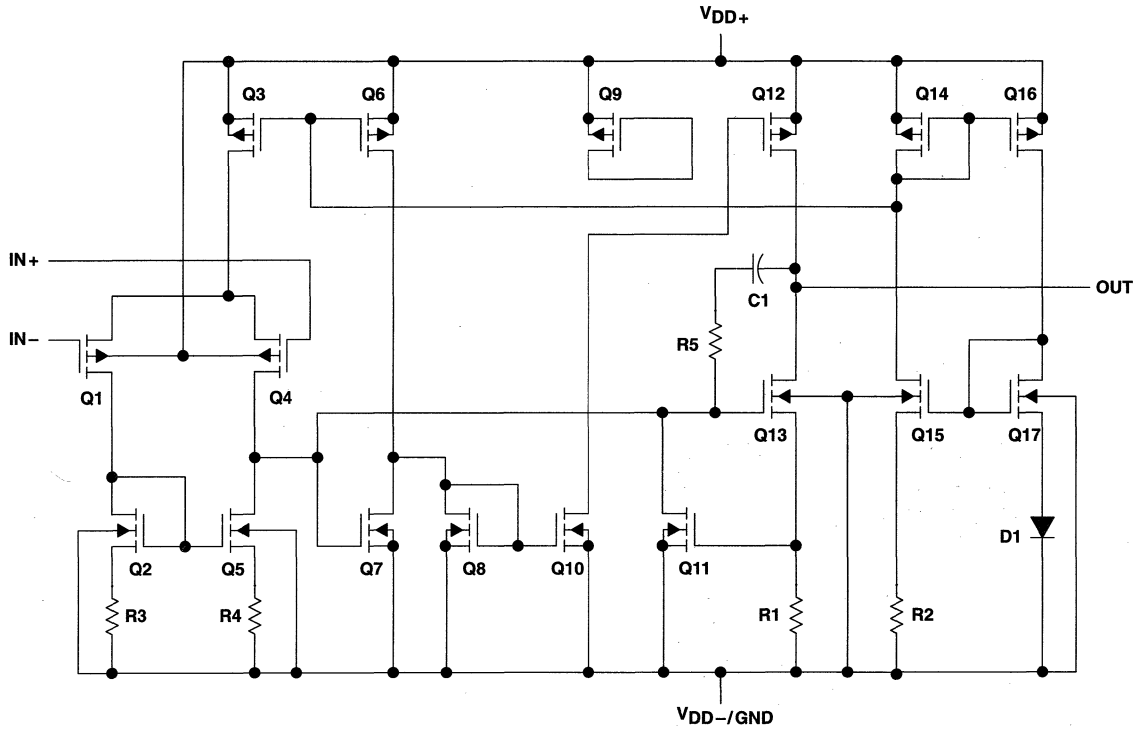 VDD+
Q3
Q6
Q9
Q12
Q14
Q16
IN+
OUT
C1
IN−
R5
Q1
Q4
Q13
Q15
Q17
D1
Q2
Q5
Q7
Q8
Q10
Q11
R3
R4
R1
R2
VDD−/GND